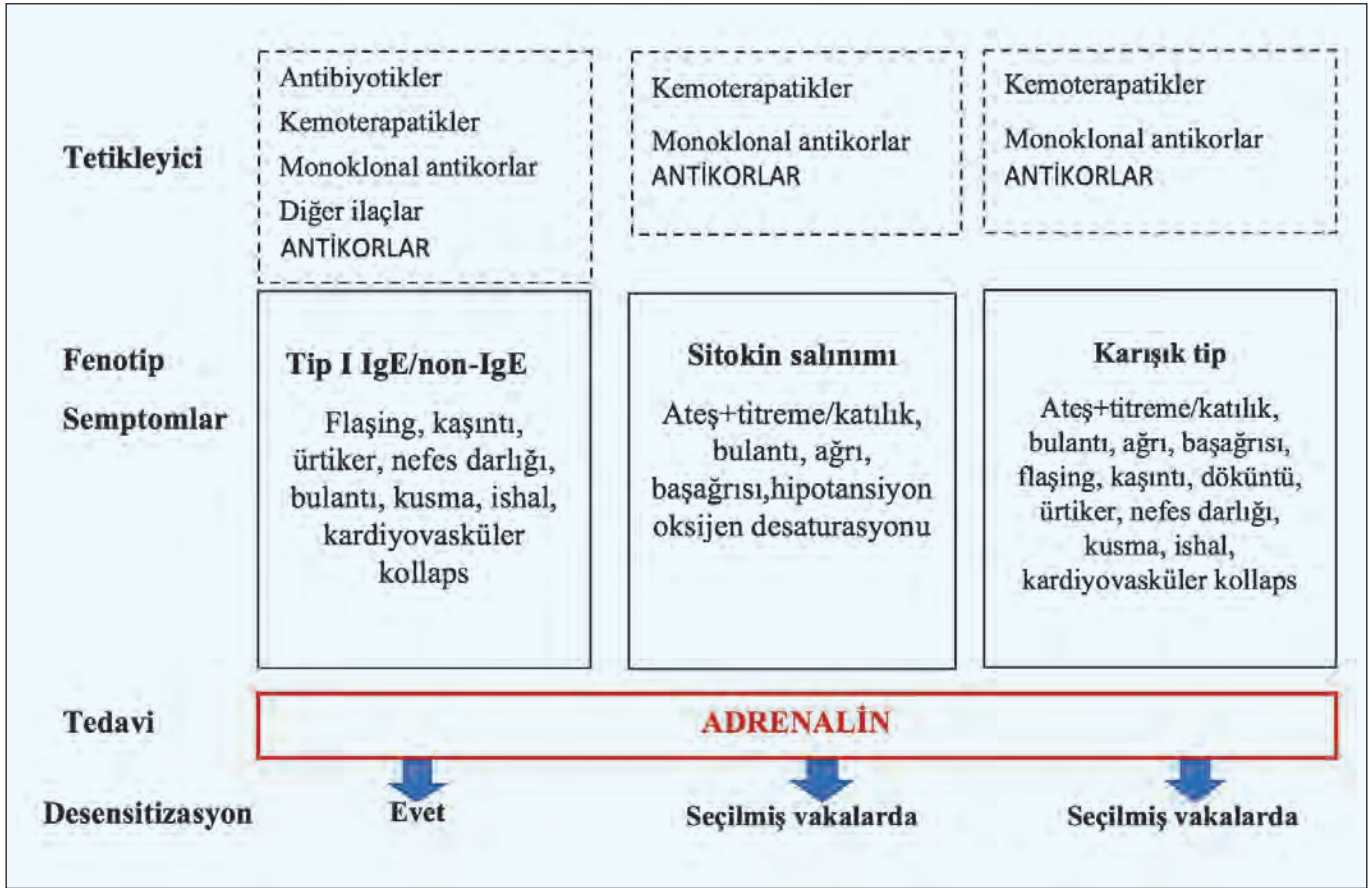 Tetikleyici
Antibiyotikler
Kemoterapatikler
Monoklonal antikorlar
Diğer ilaçlar
ANTİKORLAR
Kemoterapatikler
Monoklonal antikorlar
ANTİKORLAR
Kemoterapatikler
Monoklonal antikorlar
ANTİKORLAR
Fenotip
Semptomlar
Tip I IgE/non-IgE
Flaşing, kaşıntı,
ürtiker, nefes darlığı,
bulantı, kusma, ishal,
kardiyovasküler
kollaps
Sitokin salınımı
Ateş+titreme/katılık,
bulantı, ağrı,
başağrısı,hipotansiyon
oksijen desaturasyonu
Karışık tip
Ateş+titreme/katılık,
bulantı, ağrı, başağrısı,
flaşing, kaşıntı, döküntü,
ürtiker, nefes darlığı,
kusma, ishal,
kardiyovasküler kollaps
Tedavi
ADRENALİN
Desensitizasyon
Evet
Seçilmiş vakalarda
Seçilmiş vakalarda